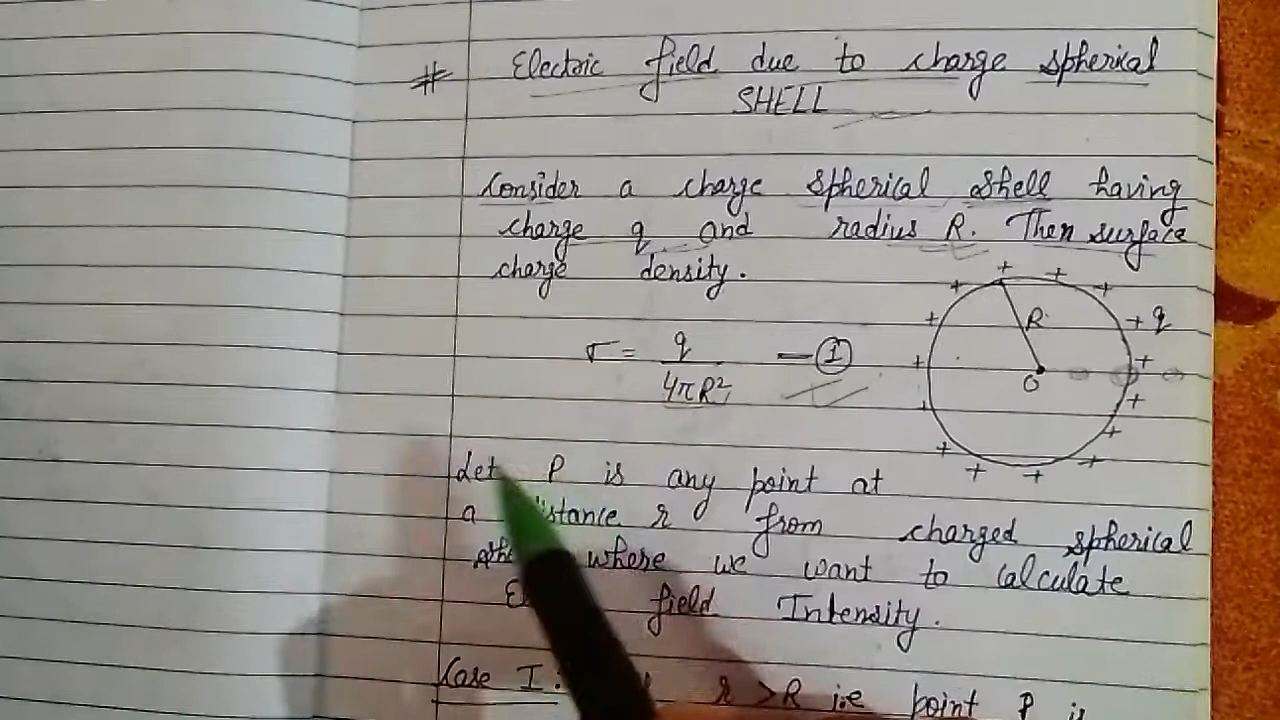 # Electric field due to charge spherical
SHELL
Consider a charge spherical shell having
charge q and radius R. Then surface
charge density.
σ = q / 4πR² — ①
+ + + + + + + + + + + + + + + q
R
O
Let P is any point at
a distance r from charged spherical
where we want to calculate
field Intensity.
Case I: r > R i.e point P is